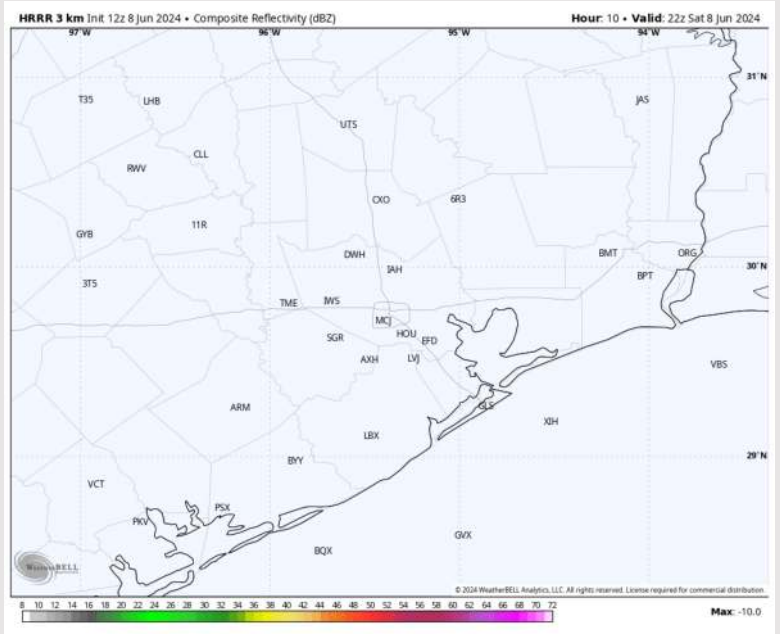 HRRR 3 km Init 12z 8 Jun 2024 • Composite Reflectivity (dBZ) Hour: 10 • Valid: 22z Sat 8 Jun 2024
97°W 96°W 95°W 94°W
31°N
T35 LHB JAS
UTS
CLL
RWV
CXO 6R3
11R
GYB
DWH BMT ORG
IAH 30°N
BPT
3T5
TME IWS
MCJ
SGR HOU EFD
AXH LVJ VBS
ARM GLS
XIH
LBX
BYY 29°N
VCT
PSX
PKV
GVX
BQX
WeatherBELL
© 2024 WeatherBELL Analytics, LLC. All rights reserved. License required for commercial distribution.
8 10 12 14 16 18 20 22 24 26 28 30 32 34 36 38 40 42 44 46 48 50 52 54 56 58 60 62 64 66 68 70 72
Max: -10.0